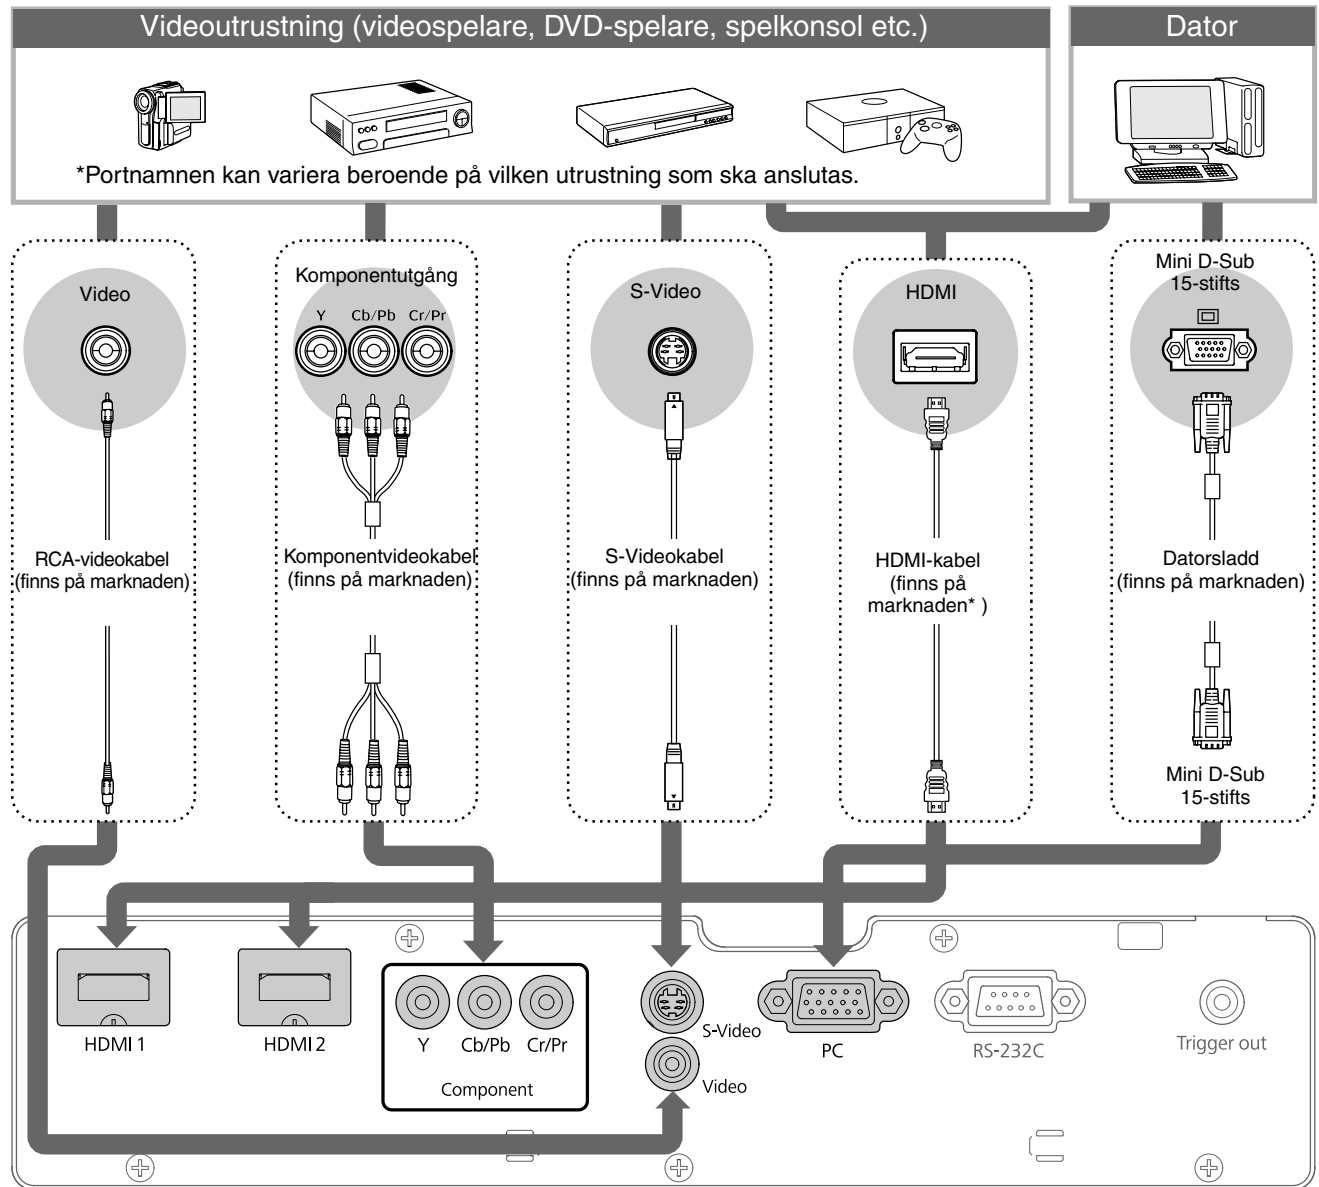 Videoutrustning (videospelare, DVD-spelare, spelkonsol etc.)
Dator
*Portnamnen kan variera beroende på vilken utrustning som ska anslutas.
Video
Komponentutgång
Y Cb/Pb Cr/Pr
S-Video
HDMI
Mini D-Sub
15-stifts
RCA-videokabel
(finns på marknaden)
Komponentvideokabel
(finns på marknaden)
S-Videokabel
(finns på marknaden)
HDMI-kabel
(finns på
marknaden* )
Datorsladd
(finns på marknaden)
Mini D-Sub
15-stifts
HDMI 1
HDMI 2
Y Cb/Pb Cr/Pr
Component
S-Video
Video
PC
RS-232C
Trigger out